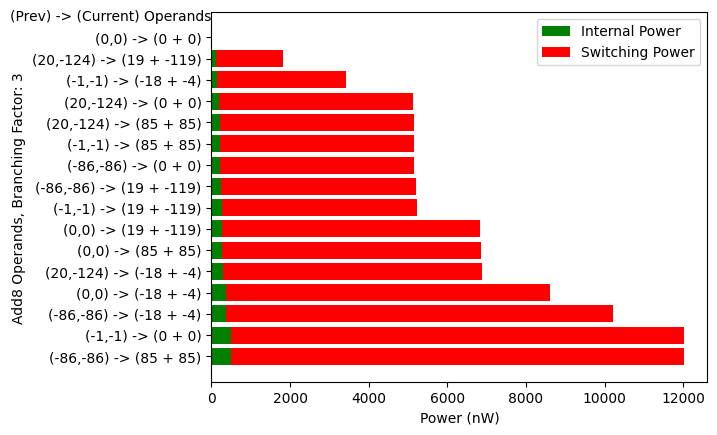 (Prev) -> (Current) Operands
(0,0) -> (0 + 0)
(20,-124) -> (19 + -119)
(-1,-1) -> (-18 + -4)
(20,-124) -> (0 + 0)
(20,-124) -> (85 + 85)
(-1,-1) -> (85 + 85)
(-86,-86) -> (0 + 0)
(-86,-86) -> (19 + -119)
(-1,-1) -> (19 + -119)
(0,0) -> (19 + -119)
(0,0) -> (85 + 85)
(20,-124) -> (-18 + -4)
(0,0) -> (-18 + -4)
(-86,-86) -> (-18 + -4)
(-1,-1) -> (0 + 0)
(-86,-86) -> (85 + 85)
Add8 Operands, Branching Factor: 3
Internal Power
Switching Power
0 2000 4000 6000 8000 10000 12000
Power (nW)